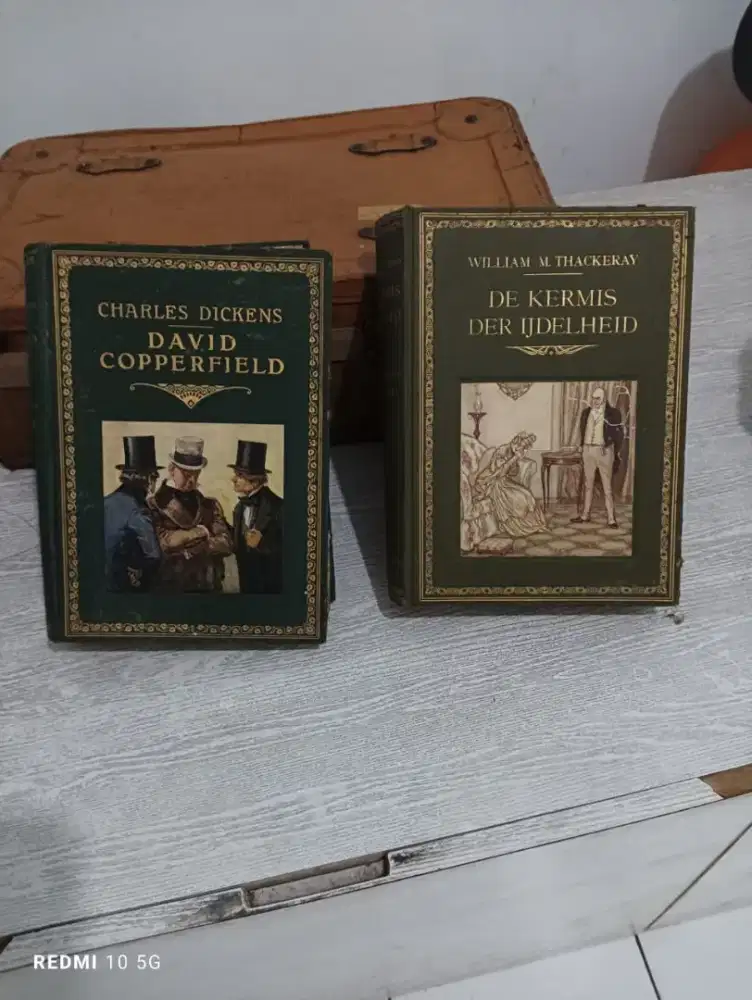 CHARLES DICKENS
DAVID
COPPERFIELD
WILLIAM M. THACKERAY
DE KERMIS
DER IJDELHEID
REDMI 10 5G